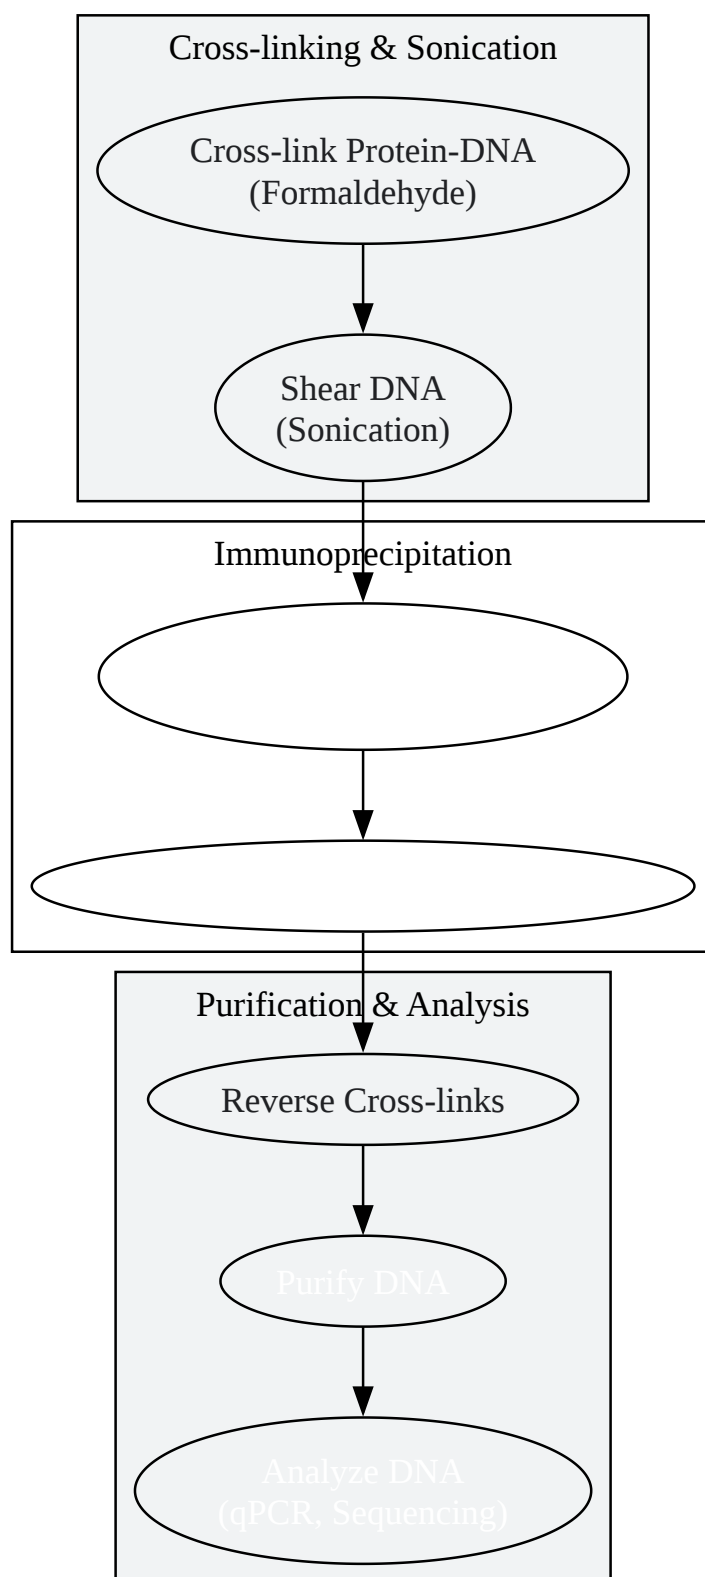 Cross-linking & Sonication
Cross-link Protein-DNA
(Formaldehyde)
Shear DNA
(Sonication)
Immunoprecipitation
Purification & Analysis
Reverse Cross-links
Purify DNA
Analyze DNA
(qPCR, Sequencing)